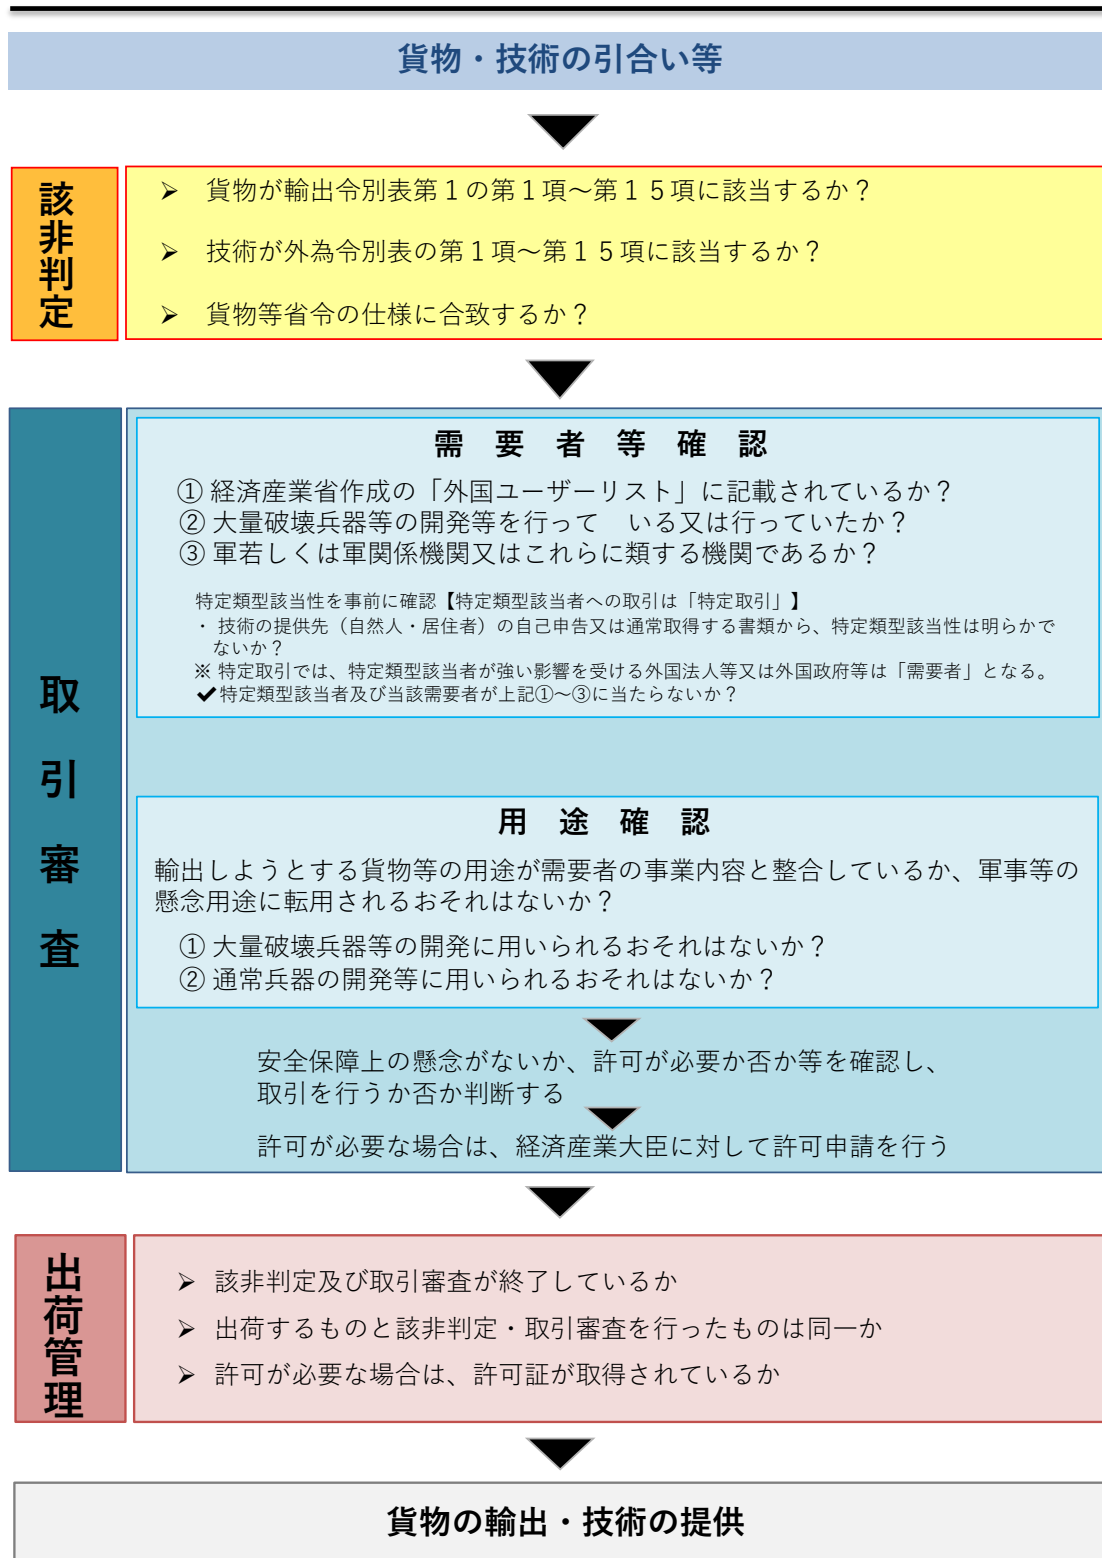 貨物・技術の引合い等
該非判定
➢ 貨物が輸出令別表第１の第１項～第１５項に該当するか？
➢ 技術が外為令別表の第１項～第１５項に該当するか？
➢ 貨物等省令の仕様に合致するか？
取引審査
需要者等確認
① 経済産業省作成の「外国ユーザーリスト」に記載されているか？
② 大量破壊兵器等の開発等を行って　いる又は行っていたか？
③ 軍若しくは軍関係機関又はこれらに類する機関であるか？
特定類型該当性を事前に確認【特定類型該当者への取引は「特定取引」】
・ 技術の提供先（自然人・居住者）の自己申告又は通常取得する書類から、特定類型該当性は明らかで
ないか？
※ 特定取引では、特定類型該当者が強い影響を受ける外国法人等又は外国政府等は「需要者」となる。
✔特定類型該当者及び当該需要者が上記①～③に当たらないか？
用途確認
輸出しようとする貨物等の用途が需要者の事業内容と整合しているか、軍事等の
懸念用途に転用されるおそれはないか？
① 大量破壊兵器等の開発に用いられるおそれはないか？
② 通常兵器の開発等に用いられるおそれはないか？
安全保障上の懸念がないか、許可が必要か否か等を確認し、
取引を行うか否か判断する
許可が必要な場合は、経済産業大臣に対して許可申請を行う
出荷管理
➢ 該非判定及び取引審査が終了しているか
➢ 出荷するものと該非判定・取引審査を行ったものは同一か
➢ 許可が必要な場合は、許可証が取得されているか
貨物の輸出・技術の提供